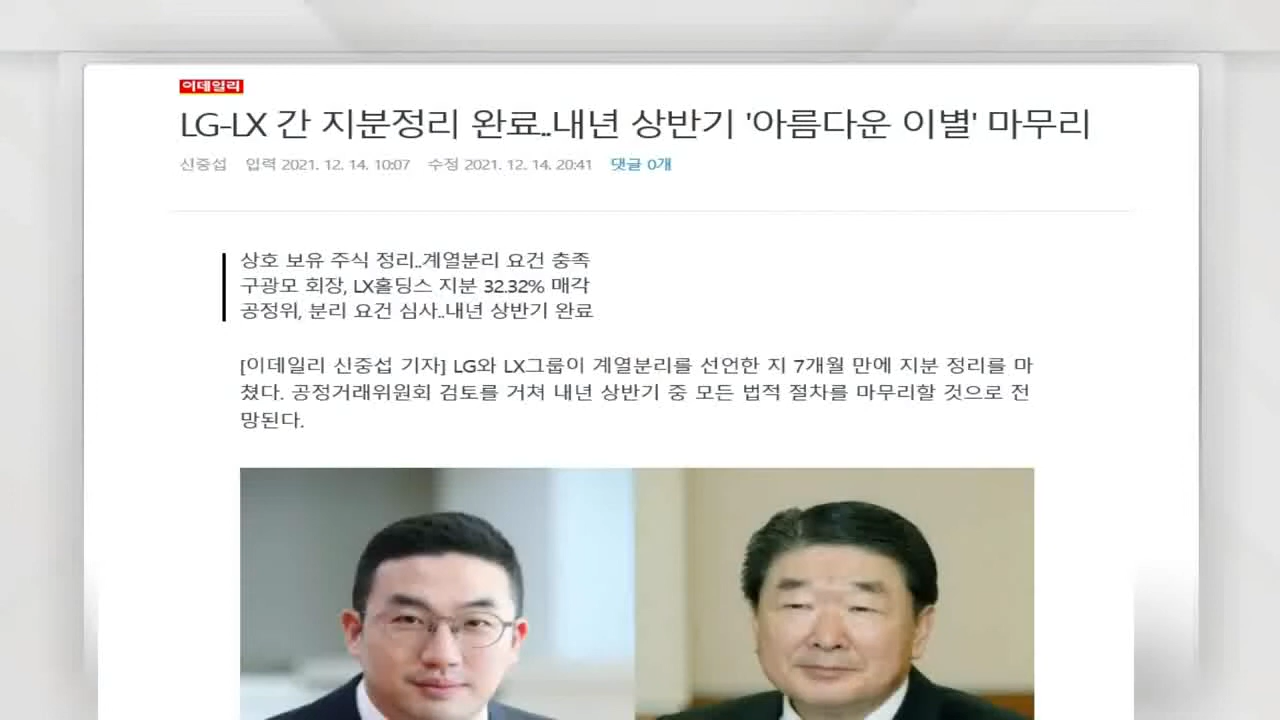 이데일리
LG-LX 간 지분정리 완료..내년 상반기 '아름다운 이별' 마무리
신중섭 입력 2021. 12. 14. 10:07 수정 2021. 12. 14. 20:41 댓글 0개
상호 보유 주식 정리..계열분리 요건 충족
구광모 회장, LX홀딩스 지분 32.32% 매각
공정위, 분리 요건 심사..내년 상반기 완료
[이데일리 신중섭 기자] LG와 LX그룹이 계열분리를 선언한 지 7개월 만에 지분 정리를 마
쳤다. 공정거래위원회 검토를 거쳐 내년 상반기 중 모든 법적 절차를 마무리할 것으로 전
망된다.